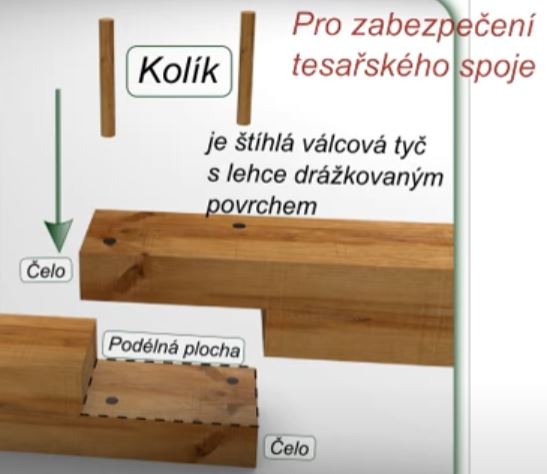 Pro zabezpečení
tesařského spoje
Kolík
je štíhlá válcová tyč
s lehce drážkovaným
povrchem
Čelo
Podélná plocha
Čelo